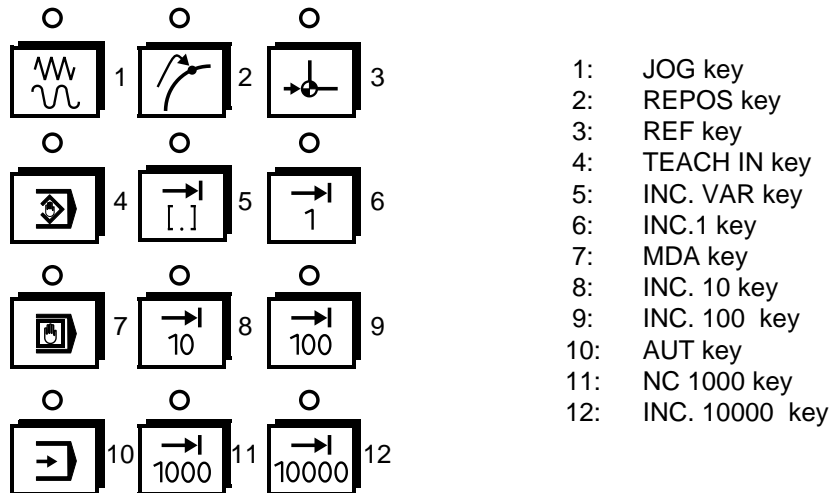 1
2
3
4
[.]
5
1
6
7
10
8
100
9
10
1000
11
10000
12
1: JOG key
2: REPOS key
3: REF key
4: TEACH IN key
5: INC. VAR key
6: INC.1 key
7: MDA key
8: INC. 10 key
9: INC. 100 key
10: AUT key
11: NC 1000 key
12: INC. 10000 key